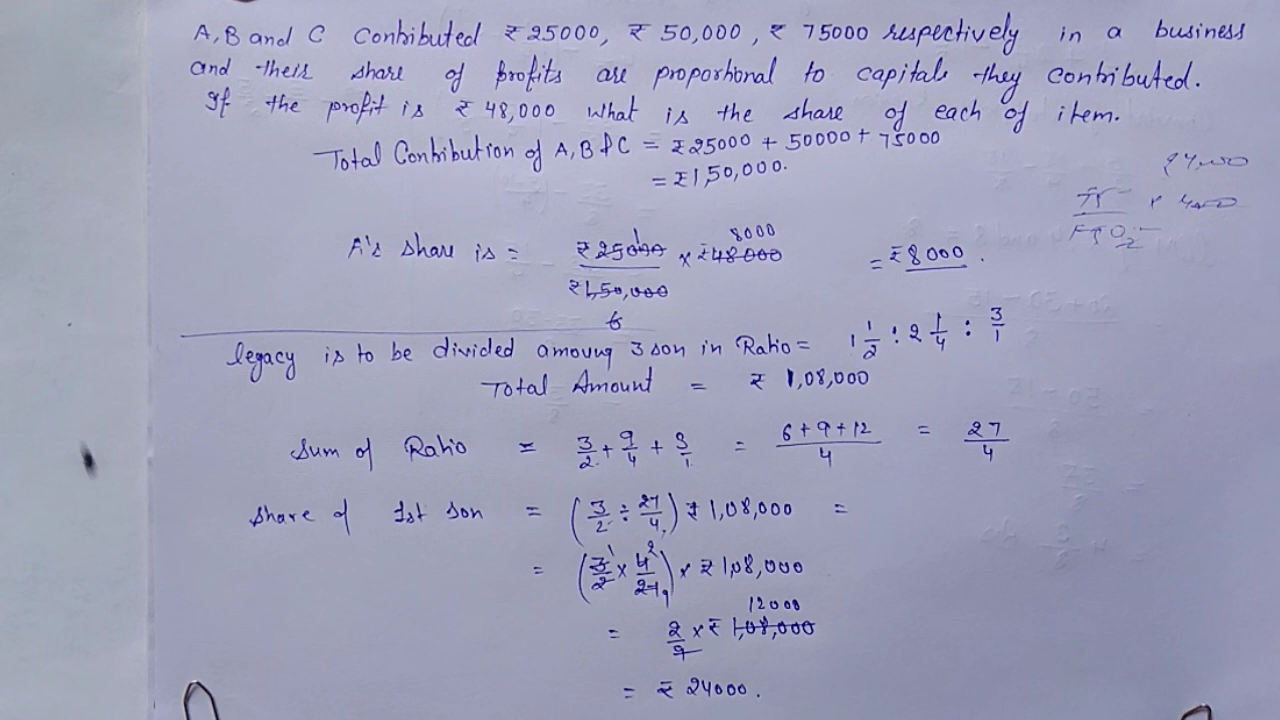 A, B and C Contributed ₹25000, ₹ 50,000, ₹ 75000 respectively in a business
and their share of profits are proportional to capitals they contributed.
If the profit is ₹ 48,000 what is the share of each of item.
Total Contribution of A, B & C = ₹25000 + 50000 + 75000
= ₹1,50,000.
A's share is = ₹25000/₹1,50,000 × ₹48000 = ₹8000.
1 8000
6
legacy is to be divided amoung 3 son in Ratio = 1 1/2 : 2 1/4 : 3/1
Total Amount = ₹ 1,08,000
Sum of Ratio = 3/2 + 9/4 + 3/1 = 6+9+12/4 = 27/4
Share of 1st son = (3/2 ÷ 27/4) ₹ 1,08,000 =
= (3/2 × 4/27) × ₹ 1,08,000
1 2 9
12000
= 2/9 × ₹ 1,08,000
= ₹ 24000.